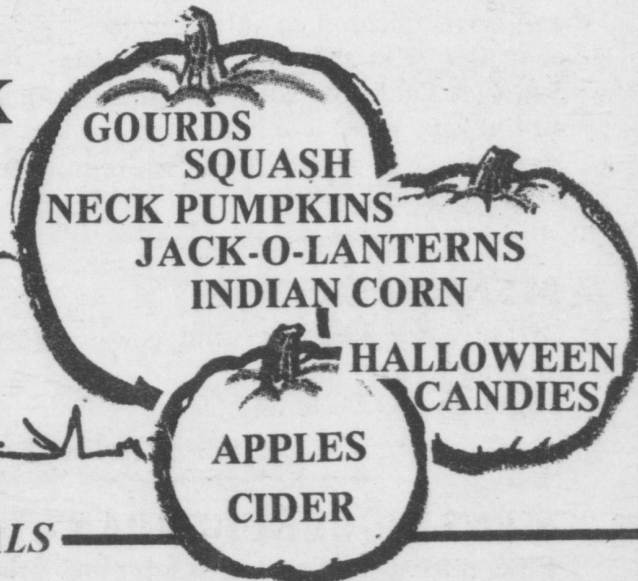 GOURDS
SQUASH
NECK PUMPKINS
JACK-O-LANTERNS
INDIAN CORN
HALLOWEEN
CANDIES
APPLES
CIDER